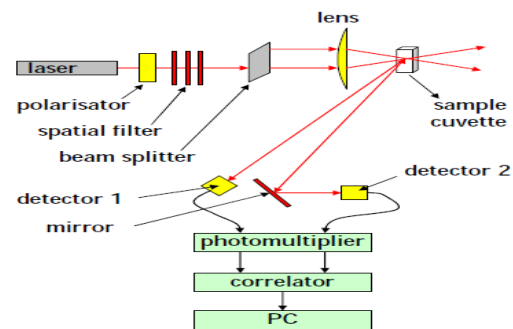 lens
laser
polarisator
spatial filter
beam splitter
sample
cuvette
detector 1
mirror
detector 2
photomultiplier
correlator
PC